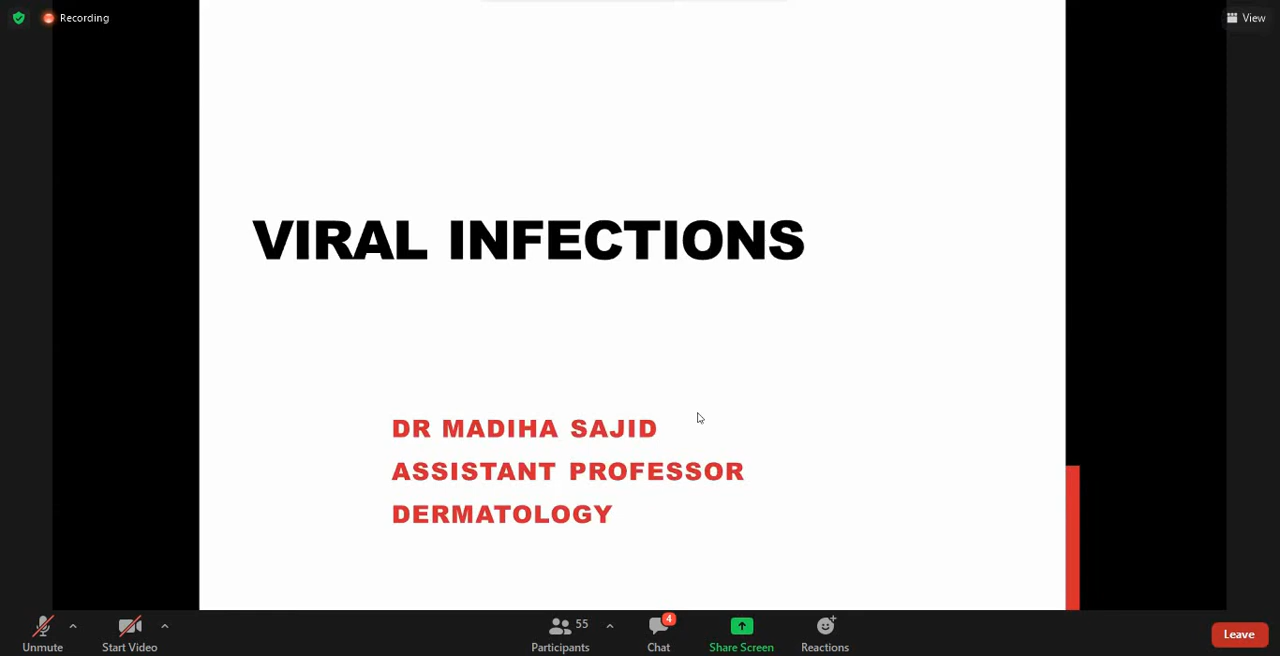 Recording
View
VIRAL INFECTIONS
DR MADIHA SAJID
ASSISTANT PROFESSOR
DERMATOLOGY
55
4
Unmute
Start Video
Participants
Chat
Share Screen
Reactions
Leave